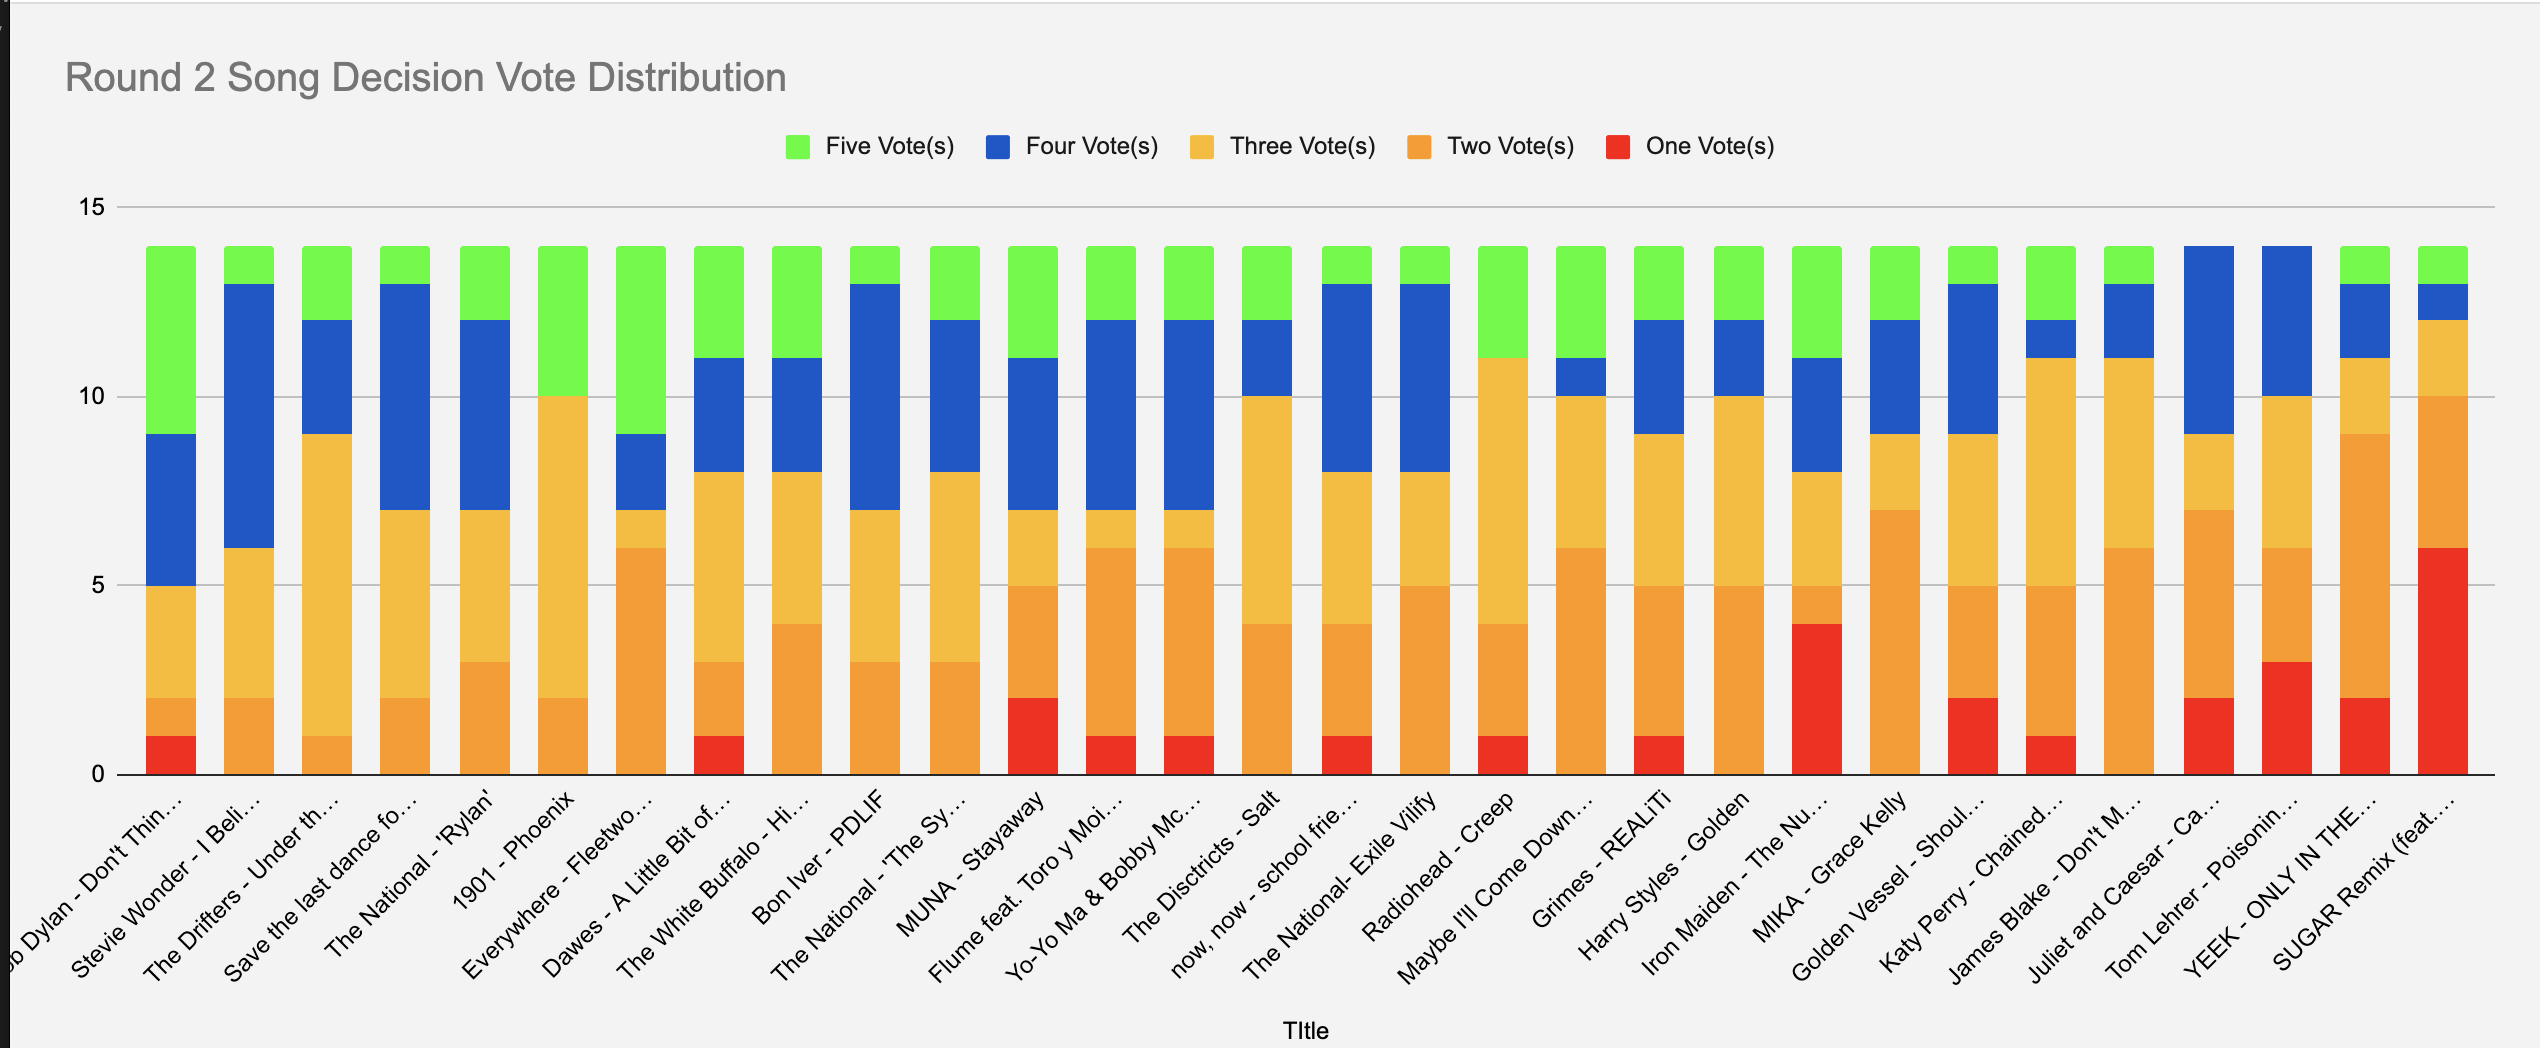 Round 2 Song Decision Vote Distribution
Five Vote(s)
Four Vote(s)
Three Vote(s)
Two Vote(s)
One Vote(s)
15
10
5
0
ob Dylan - Don't Thin…
Stevie Wonder - I Beli…
The Drifters - Under th…
Save the last dance fo…
The National - 'Rylan'
1901 - Phoenix
Everywhere - Fleetwo…
Dawes - A Little Bit of…
The White Buffalo - Hi…
Bon Iver - PDLIF
The National - 'The Sy…
MUNA - Stayaway
Flume feat. Toro y Moi…
Yo-Yo Ma & Bobby Mc…
The Disctricts - Salt
now, now - school frie…
The National- Exile Vilify
Radiohead - Creep
Maybe I'll Come Down…
Grimes - REALiTi
Harry Styles - Golden
Iron Maiden - The Nu…
MIKA - Grace Kelly
Golden Vessel - Shoul…
Katy Perry - Chained…
James Blake - Don't M…
Juliet and Caesar - Ca…
Tom Lehrer - Poisonin…
YEEK - ONLY IN THE…
SUGAR Remix (feat.…
TItle